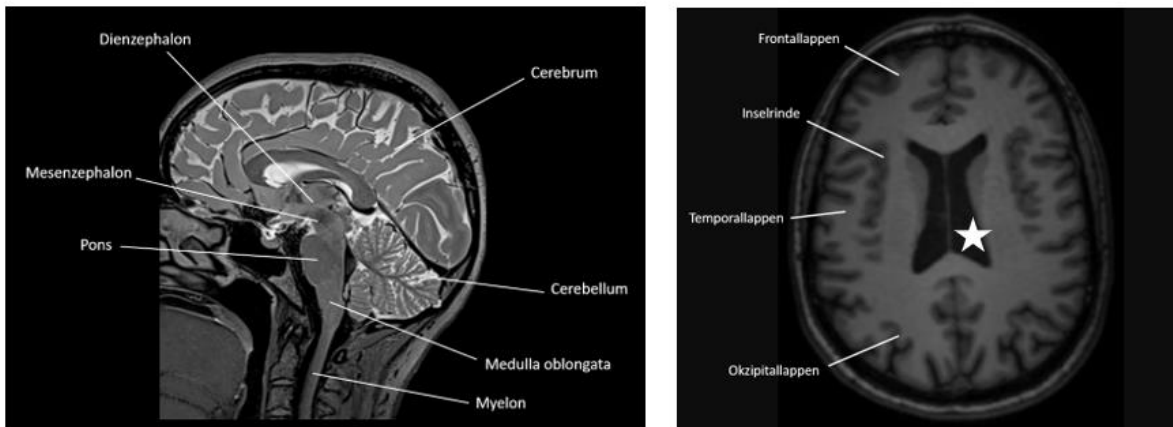 Dienzephalon
Cerebrum
Mesenzephalon
Pons
Cerebellum
Medulla oblongata
Myelon
Frontallappen
Inselrinde
Temporallappen
Okzipitallappen